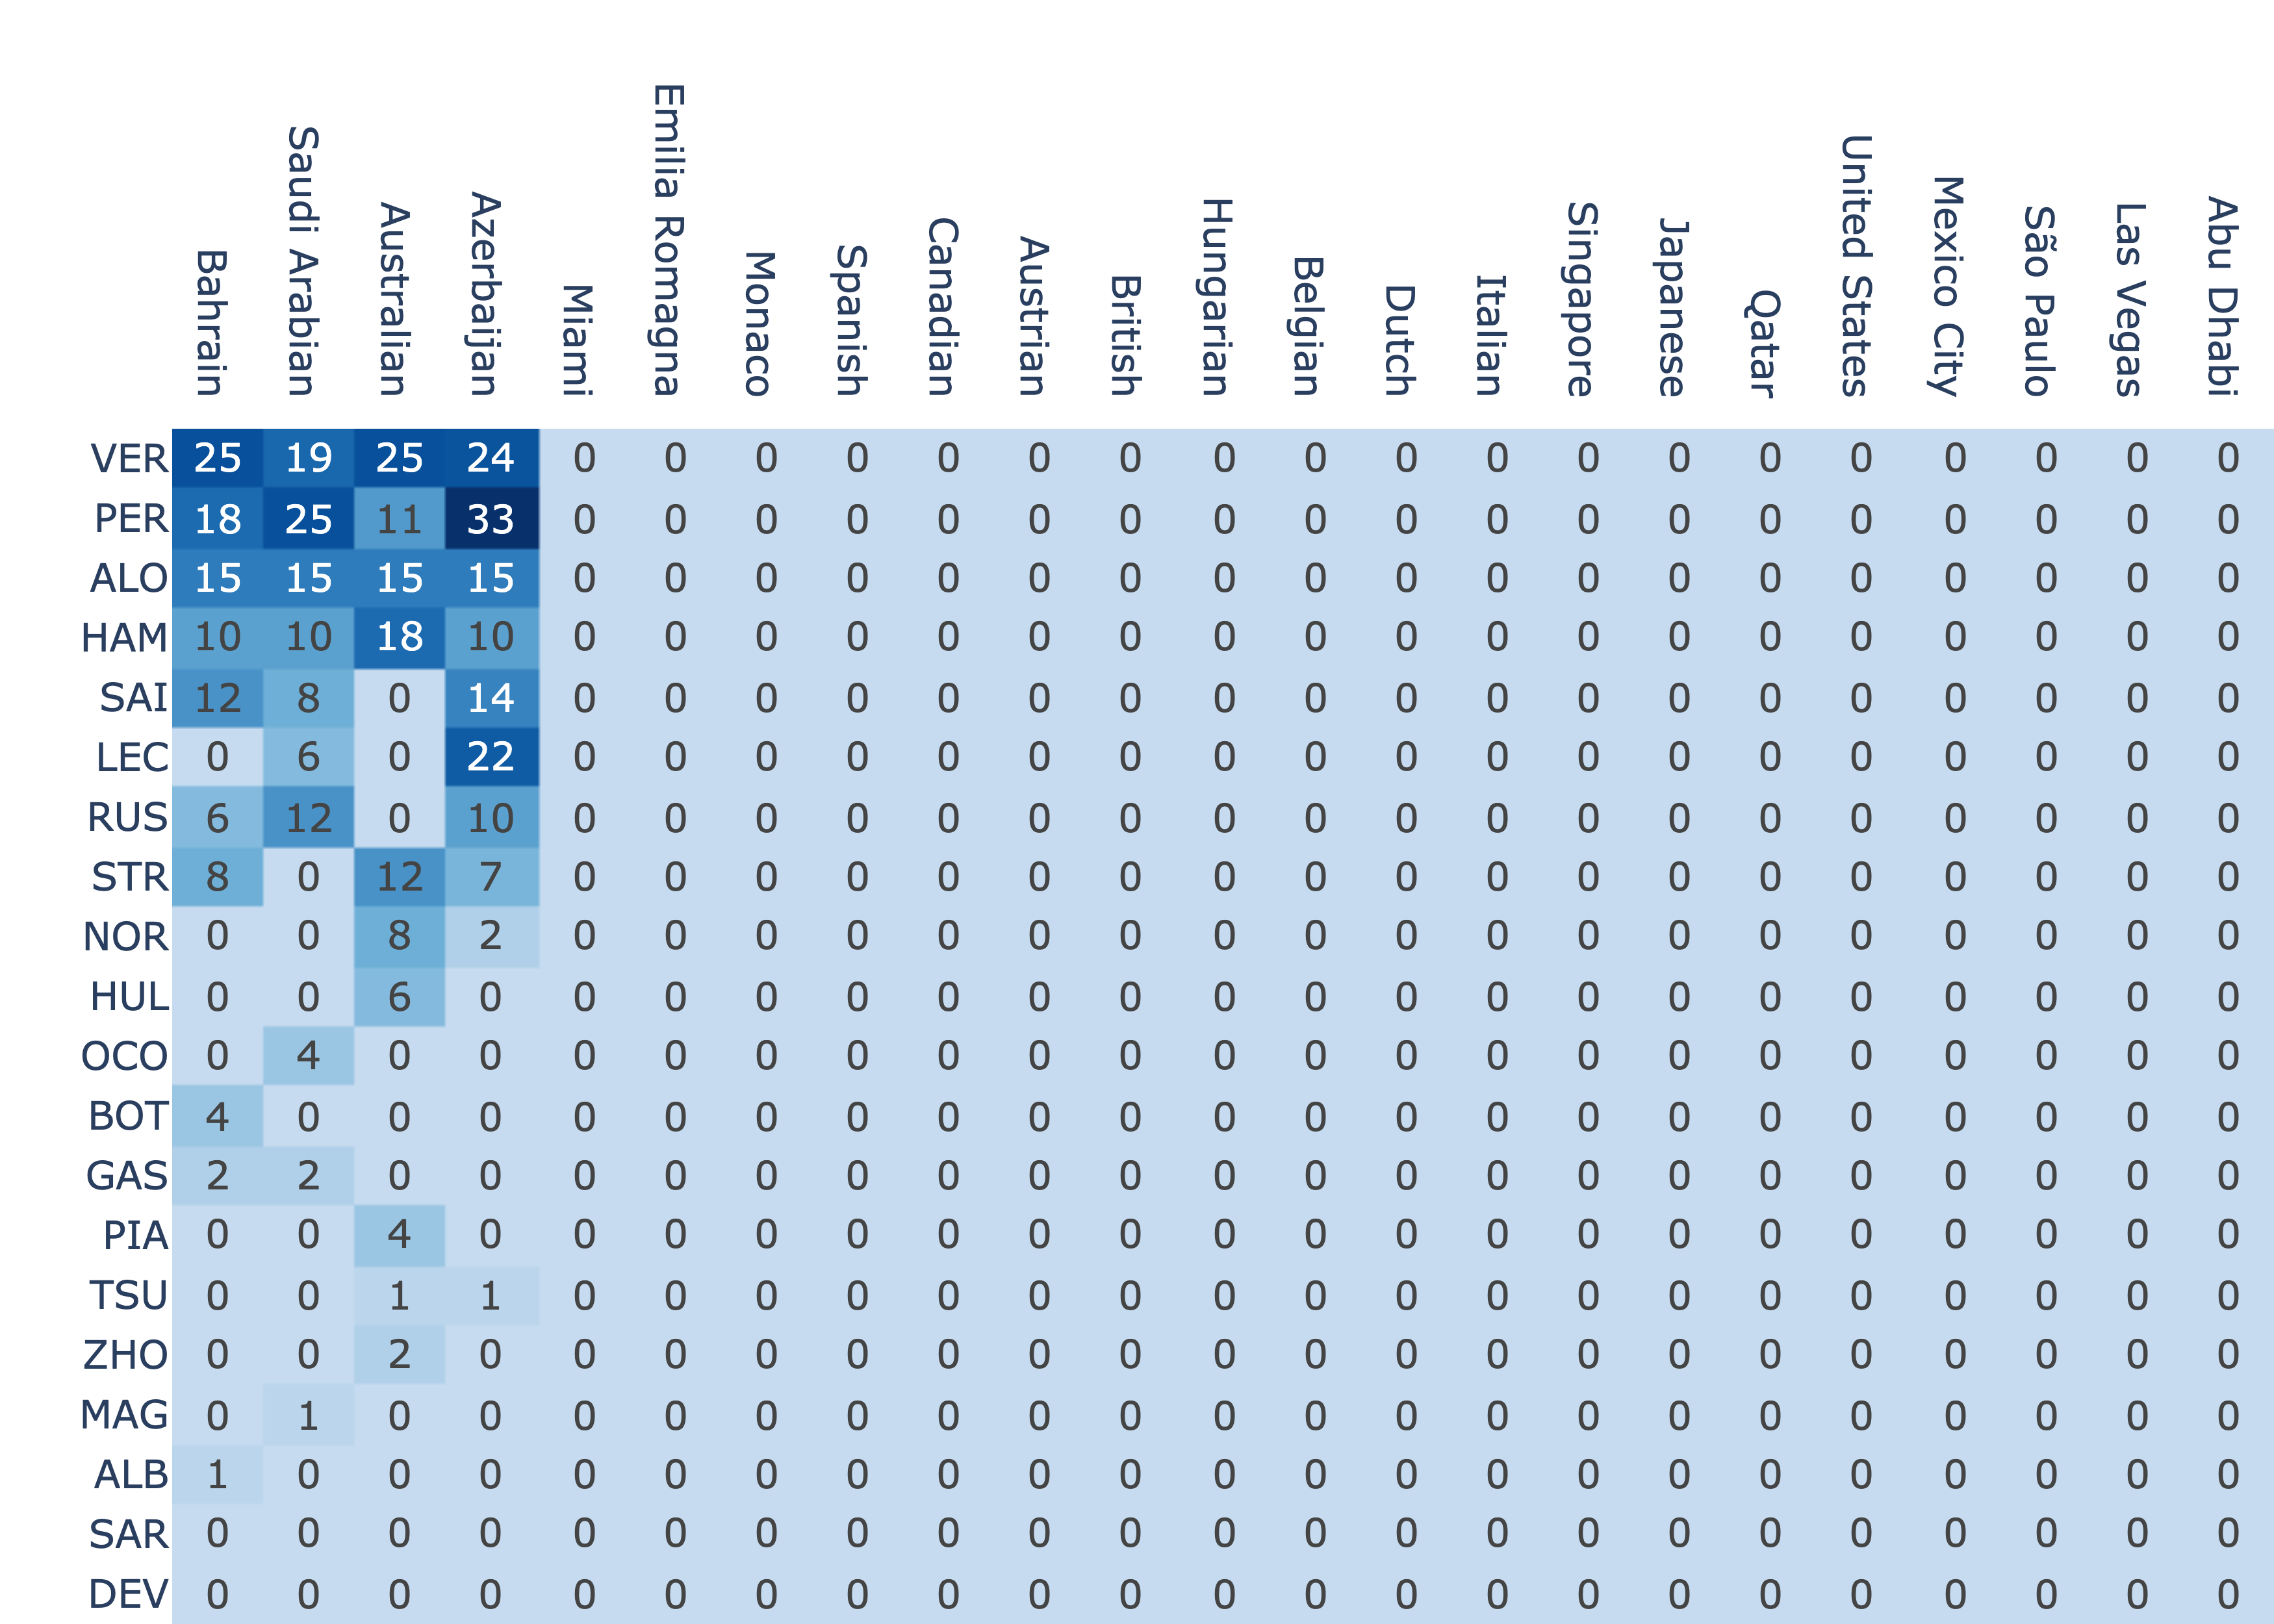 Bahrain Saudi Arabian Australian Azerbaijan Miami Emilia Romagna Monaco Spanish Canadian Austrian British Hungarian Belgian Dutch Italian Singapore Japanese Qatar United States Mexico City São Paulo Las Vegas Abu Dhabi
VER 25 19 25 24 0 0 0 0 0 0 0 0 0 0 0 0 0 0 0 0 0 0 0
PER 18 25 11 33 0 0 0 0 0 0 0 0 0 0 0 0 0 0 0 0 0 0 0
ALO 15 15 15 15 0 0 0 0 0 0 0 0 0 0 0 0 0 0 0 0 0 0 0
HAM 10 10 18 10 0 0 0 0 0 0 0 0 0 0 0 0 0 0 0 0 0 0 0
SAI 12 8 0 14 0 0 0 0 0 0 0 0 0 0 0 0 0 0 0 0 0 0 0
LEC 0 6 0 22 0 0 0 0 0 0 0 0 0 0 0 0 0 0 0 0 0 0 0
RUS 6 12 0 10 0 0 0 0 0 0 0 0 0 0 0 0 0 0 0 0 0 0 0
STR 8 0 12 7 0 0 0 0 0 0 0 0 0 0 0 0 0 0 0 0 0 0 0
NOR 0 0 8 2 0 0 0 0 0 0 0 0 0 0 0 0 0 0 0 0 0 0 0
HUL 0 0 6 0 0 0 0 0 0 0 0 0 0 0 0 0 0 0 0 0 0 0 0
OCO 0 4 0 0 0 0 0 0 0 0 0 0 0 0 0 0 0 0 0 0 0 0 0
BOT 4 0 0 0 0 0 0 0 0 0 0 0 0 0 0 0 0 0 0 0 0 0 0
GAS 2 2 0 0 0 0 0 0 0 0 0 0 0 0 0 0 0 0 0 0 0 0 0
PIA 0 0 4 0 0 0 0 0 0 0 0 0 0 0 0 0 0 0 0 0 0 0 0
TSU 0 0 1 1 0 0 0 0 0 0 0 0 0 0 0 0 0 0 0 0 0 0 0
ZHO 0 0 2 0 0 0 0 0 0 0 0 0 0 0 0 0 0 0 0 0 0 0 0
MAG 0 1 0 0 0 0 0 0 0 0 0 0 0 0 0 0 0 0 0 0 0 0 0
ALB 1 0 0 0 0 0 0 0 0 0 0 0 0 0 0 0 0 0 0 0 0 0 0
SAR 0 0 0 0 0 0 0 0 0 0 0 0 0 0 0 0 0 0 0 0 0 0 0
DEV 0 0 0 0 0 0 0 0 0 0 0 0 0 0 0 0 0 0 0 0 0 0 0